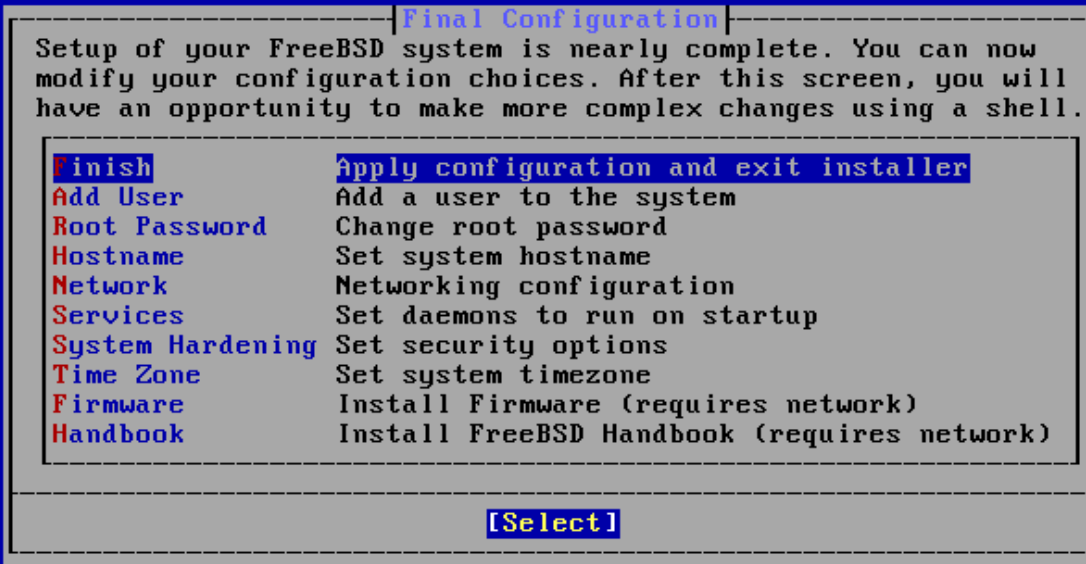 Final Configuration
Setup of your FreeBSD system is nearly complete. You can now
modify your configuration choices. After this screen, you will
have an opportunity to make more complex changes using a shell.
Finish Apply configuration and exit installer
Add User Add a user to the system
Root Password Change root password
Hostname Set system hostname
Network Networking configuration
Services Set daemons to run on startup
System Hardening Set security options
Time Zone Set system timezone
Firmware Install Firmware (requires network)
Handbook Install FreeBSD Handbook (requires network)
[Select]